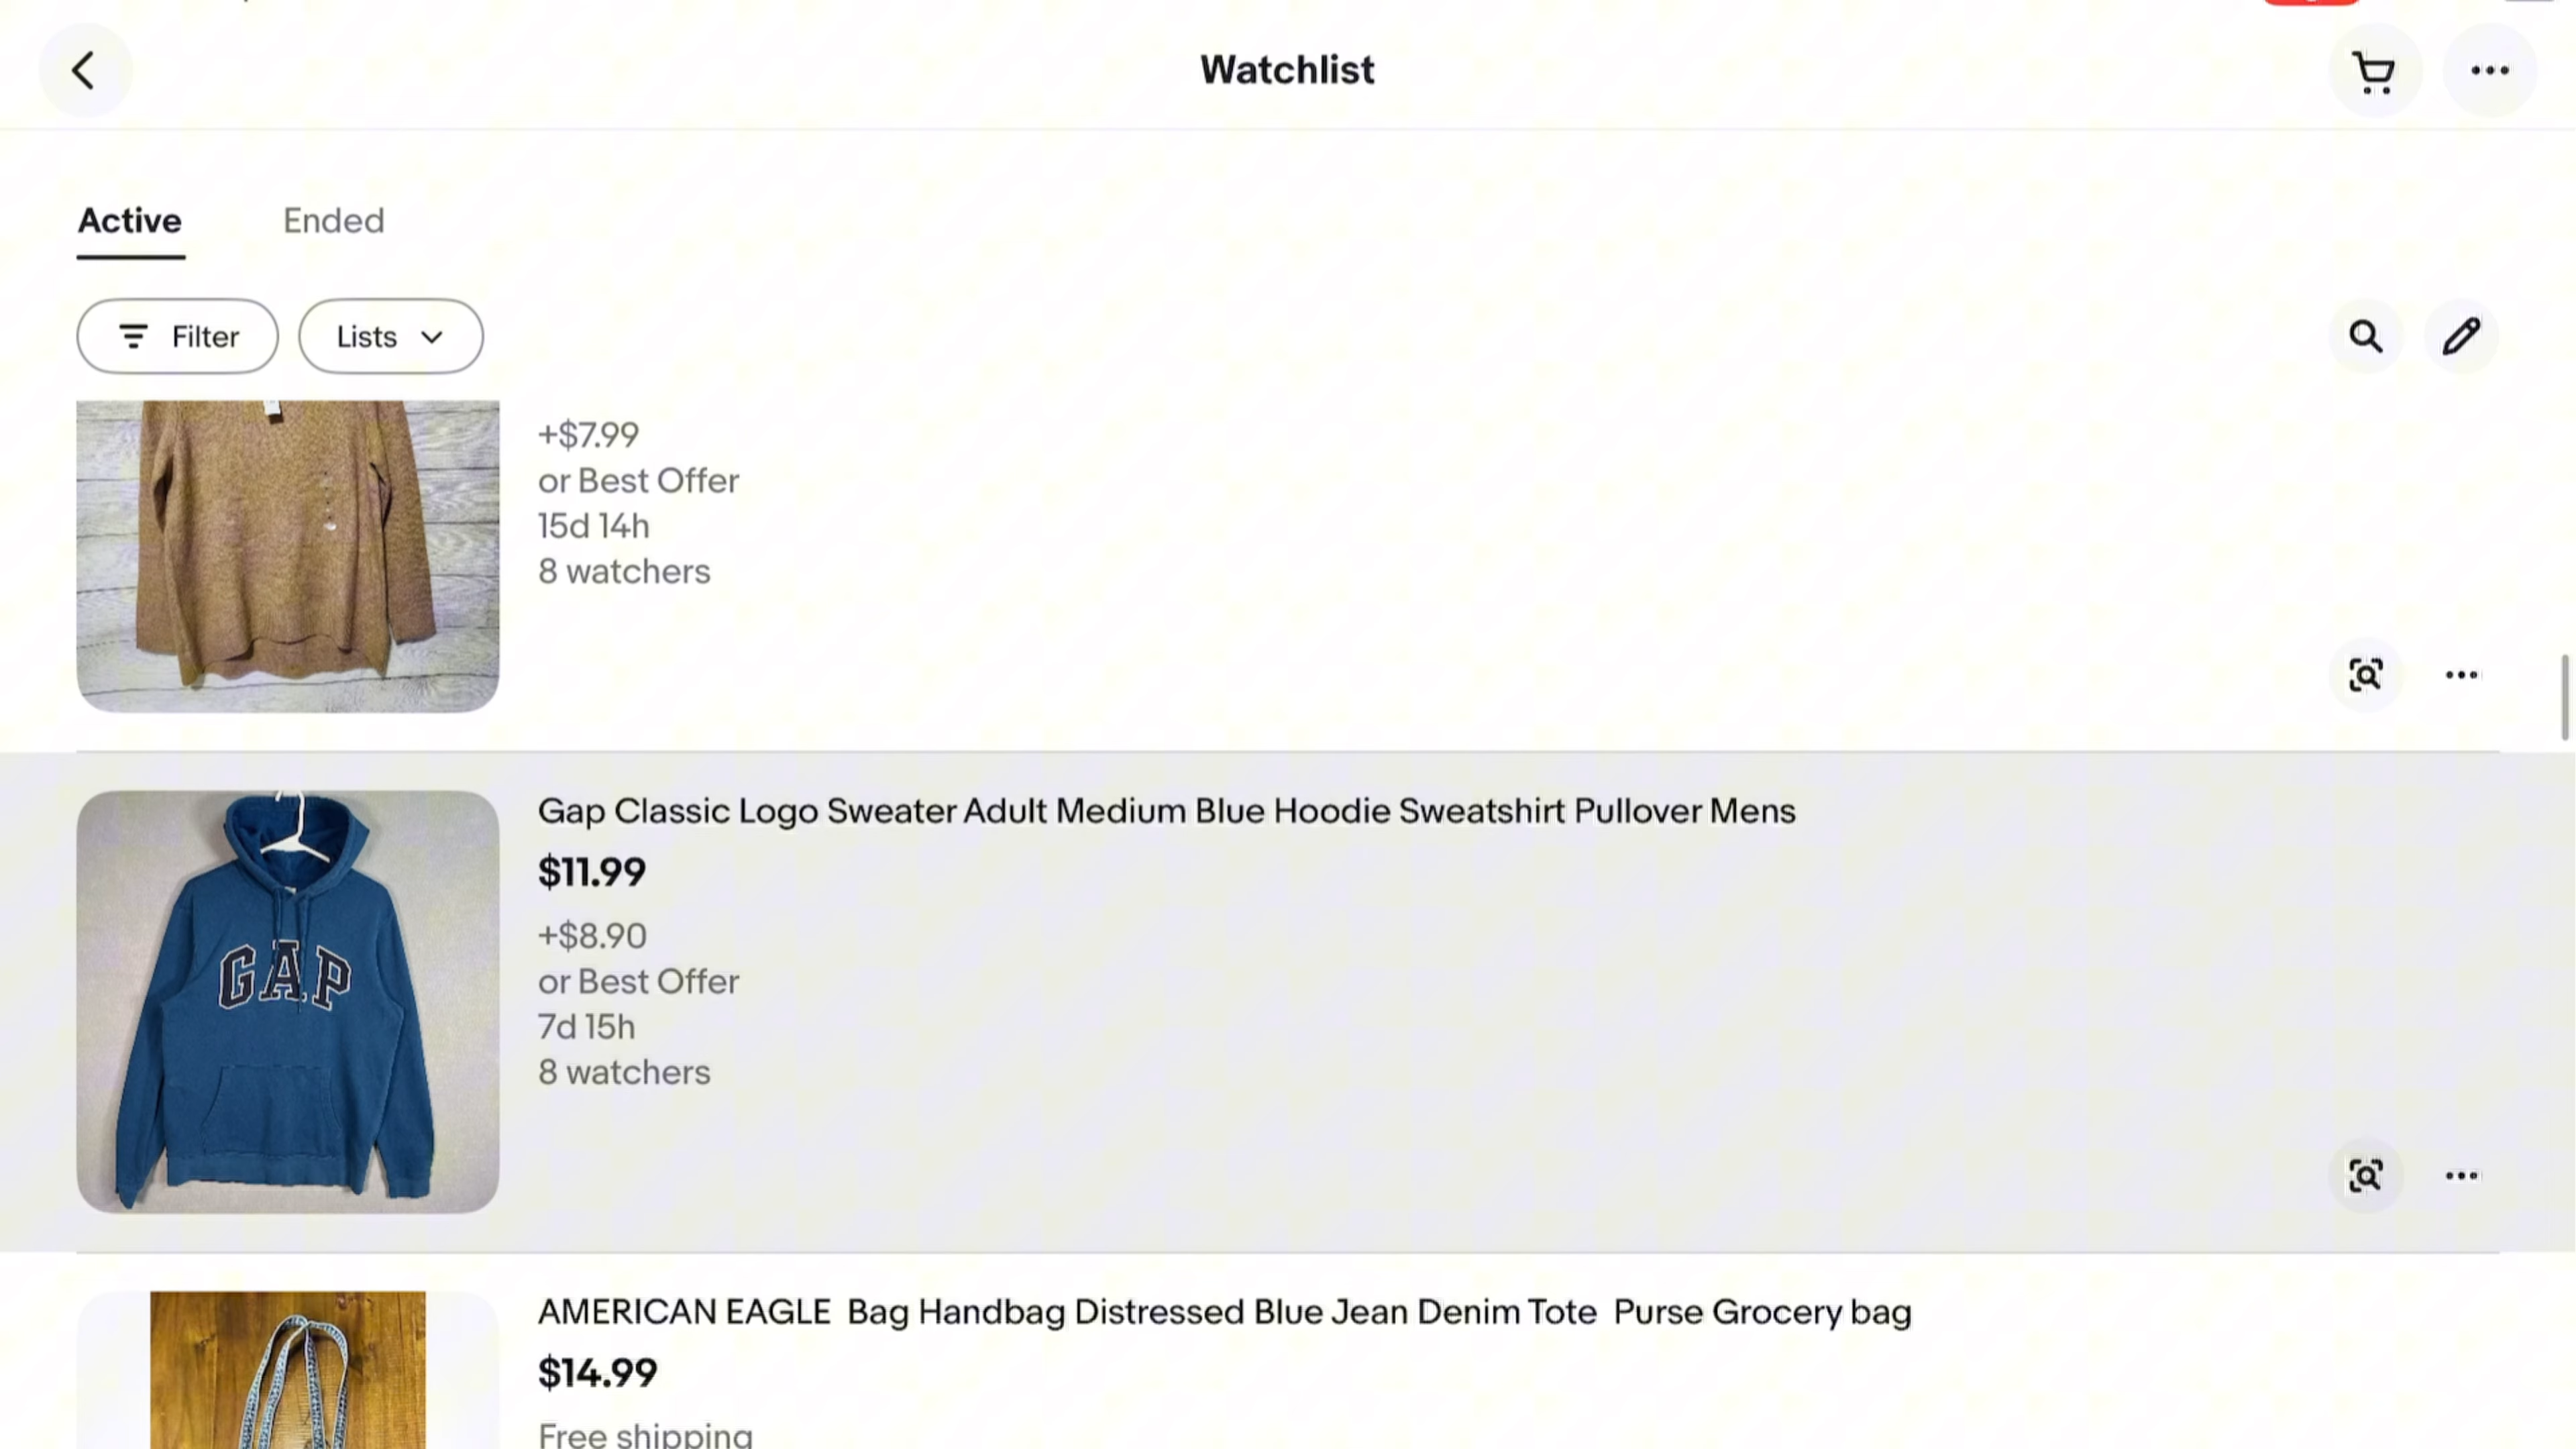 Watchlist
Active
Ended
Filter
Lists
+$7.99
or Best Offer
15d 14h
8 watchers
Gap Classic Logo Sweater Adult Medium Blue Hoodie Sweatshirt Pullover Mens
$11.99
+$8.90
or Best Offer
7d 15h
8 watchers
GAP
AMERICAN EAGLE Bag Handbag Distressed Blue Jean Denim Tote Purse Grocery bag
$14.99
Free shipping